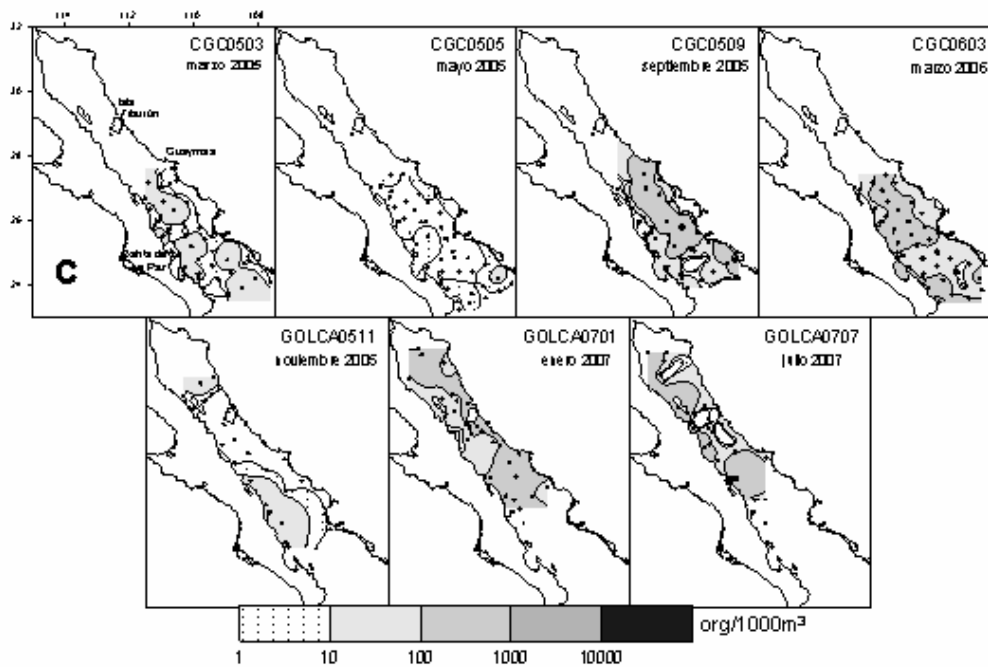 CGC0503
marzo 2005
CGC0505
mayo 2005
CGC0509
septiembre 2005
CGC0603
marzo 2006
Isla
Tiburón
Guaymas
C
GOLCA0511
noviembre 2005
GOLCA0701
enero 2007
GOLCA0707
julio 2007
org/1000m³
1 10 100 1000 10000